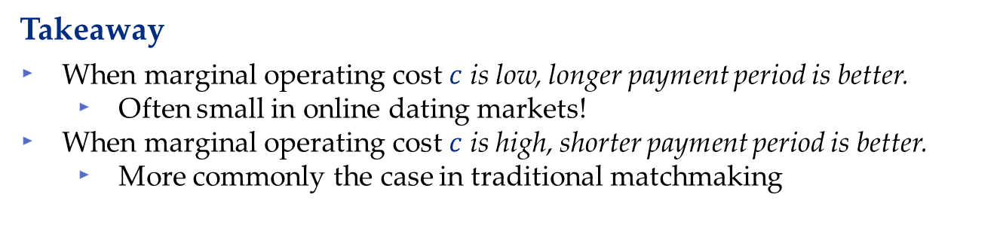 Takeaway
▸ When marginal operating cost c is low, longer payment period is better.
▸ Often small in online dating markets!
▸ When marginal operating cost c is high, shorter payment period is better.
▸ More commonly the case in traditional matchmaking